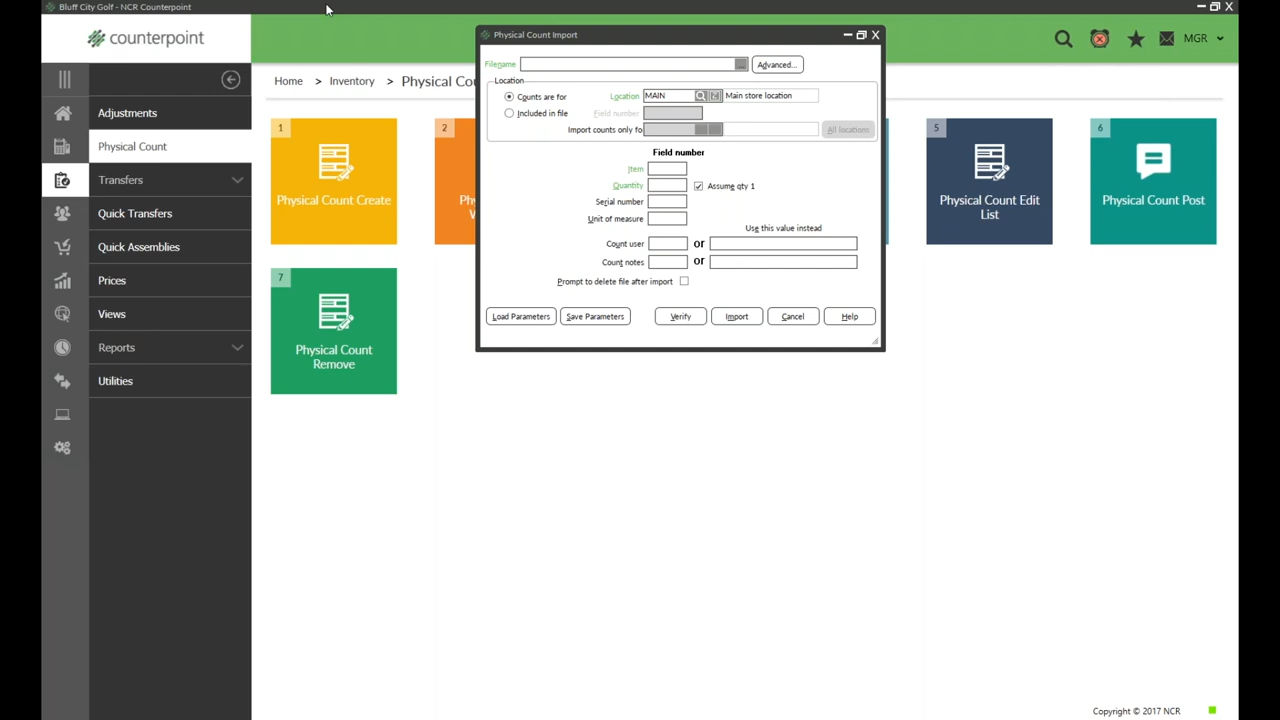 Bluff City Golf - NCR Counterpoint
counterpoint
MGR
Home > Inventory > Physical Cou
Adjustments
Physical Count
Transfers
Quick Transfers
Quick Assemblies
Prices
Views
Reports
Utilities
1
Physical Count Create
2
5
Physical Count Edit
List
6
Physical Count Post
7
Physical Count
Remove
Physical Count Import
Filename
...
Advanced...
Location
Counts are for
Location
MAIN
Main store location
Included in file
Field number
Import counts only fo
All locations
Field number
Item
Quantity
Assume qty 1
Serial number
Unit of measure
Use this value instead
Count user
or
Count notes
or
Prompt to delete file after import
Load Parameters
Save Parameters
Verify
Import
Cancel
Help
Copyright © 2017 NCR